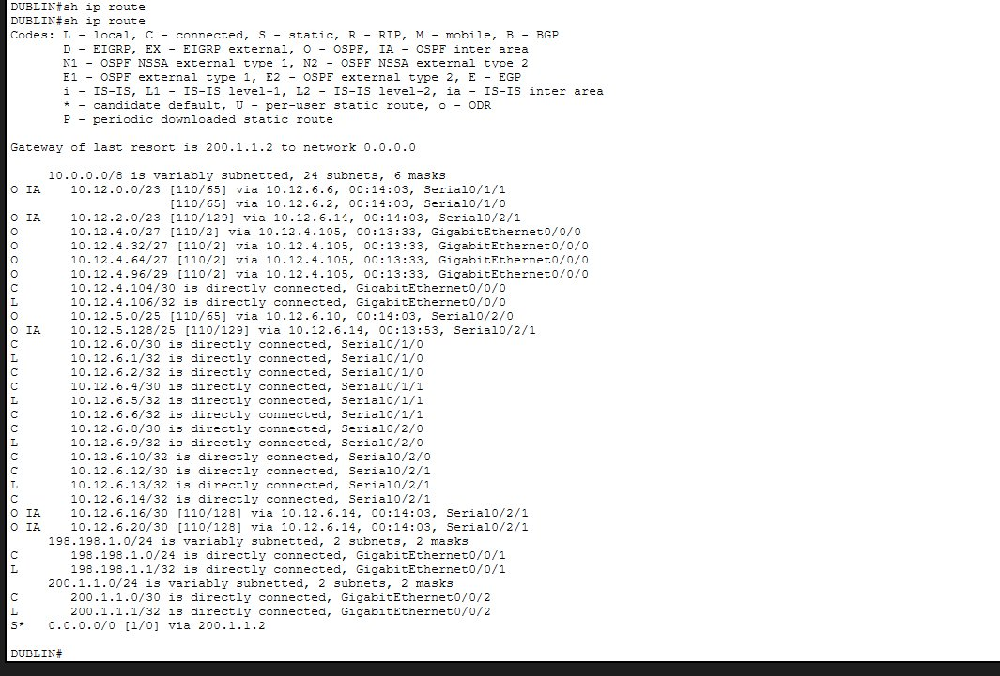 DUBLIN#sh ip route
DUBLIN#sh ip route
Codes: L - local, C - connected, S - static, R - RIP, M - mobile, B - BGP
D - EIGRP, EX - EIGRP external, O - OSPF, IA - OSPF inter area
N1 - OSPF NSSA external type 1, N2 - OSPF NSSA external type 2
E1 - OSPF external type 1, E2 - OSPF external type 2, E - EGP
i - IS-IS, L1 - IS-IS level-1, L2 - IS-IS level-2, ia - IS-IS inter area
* - candidate default, U - per-user static route, o - ODR
P - periodic downloaded static route
Gateway of last resort is 200.1.1.2 to network 0.0.0.0
10.0.0.0/8 is variably subnetted, 24 subnets, 6 masks
O IA 10.12.0.0/23 [110/65] via 10.12.6.6, 00:14:03, Serial0/1/1
[110/65] via 10.12.6.2, 00:14:03, Serial0/1/0
O IA 10.12.2.0/23 [110/129] via 10.12.6.14, 00:14:03, Serial0/2/1
O 10.12.4.0/27 [110/2] via 10.12.4.105, 00:13:33, GigabitEthernet0/0/0
O 10.12.4.32/27 [110/2] via 10.12.4.105, 00:13:33, GigabitEthernet0/0/0
O 10.12.4.64/27 [110/2] via 10.12.4.105, 00:13:33, GigabitEthernet0/0/0
O 10.12.4.96/29 [110/2] via 10.12.4.105, 00:13:33, GigabitEthernet0/0/0
C 10.12.4.104/30 is directly connected, GigabitEthernet0/0/0
L 10.12.4.106/32 is directly connected, GigabitEthernet0/0/0
O 10.12.5.0/25 [110/65] via 10.12.6.10, 00:14:03, Serial0/2/0
O IA 10.12.5.128/25 [110/129] via 10.12.6.14, 00:13:53, Serial0/2/1
C 10.12.6.0/30 is directly connected, Serial0/1/0
L 10.12.6.1/32 is directly connected, Serial0/1/0
C 10.12.6.2/32 is directly connected, Serial0/1/0
C 10.12.6.4/30 is directly connected, Serial0/1/1
L 10.12.6.5/32 is directly connected, Serial0/1/1
C 10.12.6.6/32 is directly connected, Serial0/1/1
C 10.12.6.8/30 is directly connected, Serial0/2/0
L 10.12.6.9/32 is directly connected, Serial0/2/0
C 10.12.6.10/32 is directly connected, Serial0/2/0
C 10.12.6.12/30 is directly connected, Serial0/2/1
L 10.12.6.13/32 is directly connected, Serial0/2/1
C 10.12.6.14/32 is directly connected, Serial0/2/1
O IA 10.12.6.16/30 [110/128] via 10.12.6.14, 00:14:03, Serial0/2/1
O IA 10.12.6.20/30 [110/128] via 10.12.6.14, 00:14:03, Serial0/2/1
198.198.1.0/24 is variably subnetted, 2 subnets, 2 masks
C 198.198.1.0/24 is directly connected, GigabitEthernet0/0/1
L 198.198.1.1/32 is directly connected, GigabitEthernet0/0/1
200.1.1.0/24 is variably subnetted, 2 subnets, 2 masks
C 200.1.1.0/30 is directly connected, GigabitEthernet0/0/2
L 200.1.1.1/32 is directly connected, GigabitEthernet0/0/2
S* 0.0.0.0/0 [1/0] via 200.1.1.2
DUBLIN#